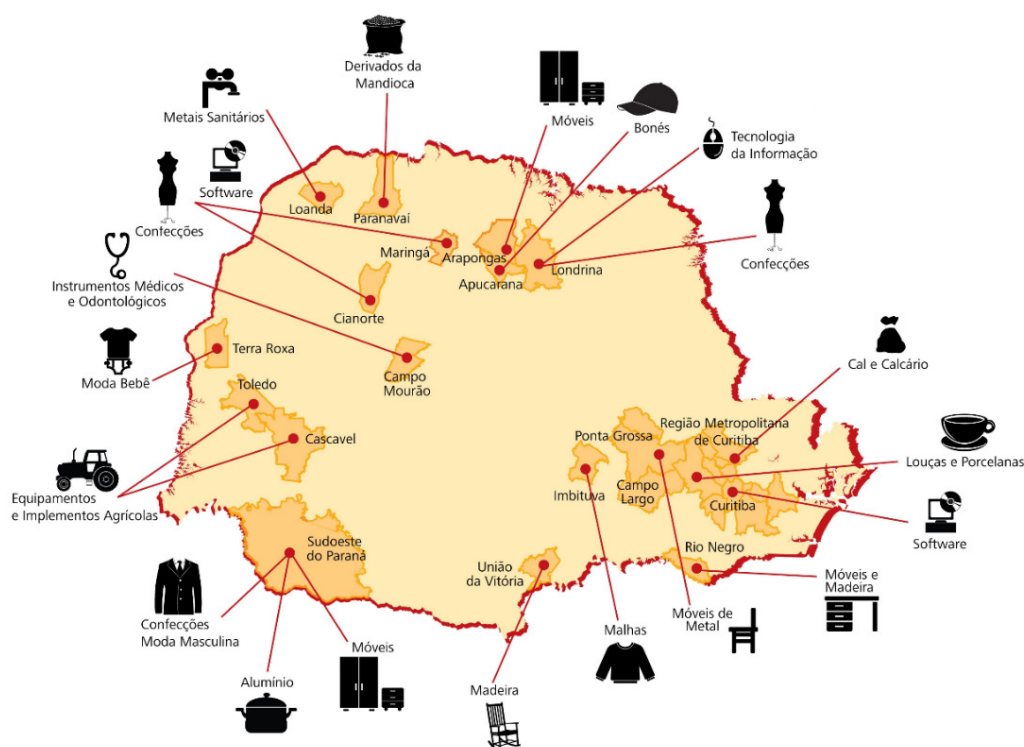 Derivados da
Mandioca
Metais Sanitários
Móveis
Bonés
Tecnologia
da Informação
Software
Confecções
Loanda
Paranavaí
Maringá
Arapongas
Apucarana
Londrina
Confecções
Instrumentos Médicos
e Odontológicos
Cianorte
Terra Roxa
Moda Bebê
Campo
Mourão
Cal e Calcário
Toledo
Cascavel
Região Metropolitana
de Curitiba
Ponta Grossa
Louças e Porcelanas
Imbituva
Campo
Largo
Curitiba
Equipamentos
e Implementos Agrícolas
Software
Sudoeste
do Paraná
Rio Negro
União
da Vitória
Móveis e
Madeira
Confecções
Moda Masculina
Móveis de
Metal
Malhas
Móveis
Alumínio
Madeira